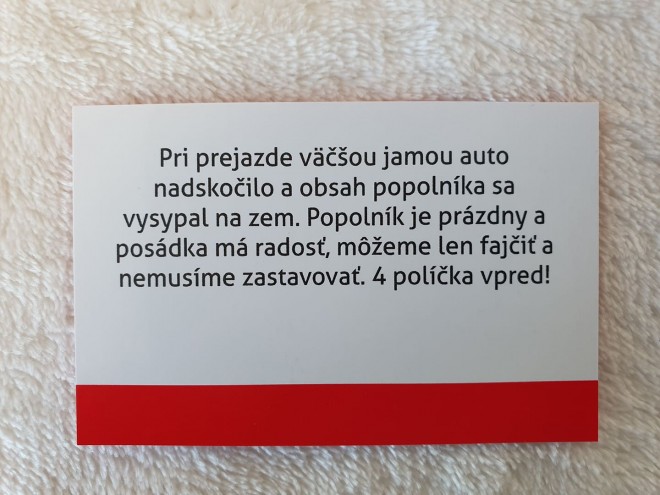 Pri prejazde väčšou jamou auto
nadskočilo a obsah popolníka sa
vysypal na zem. Popolník je prázdny a
posádka má radosť, môžeme len fajčiť a
nemusíme zastavovať. 4 políčka vpred!